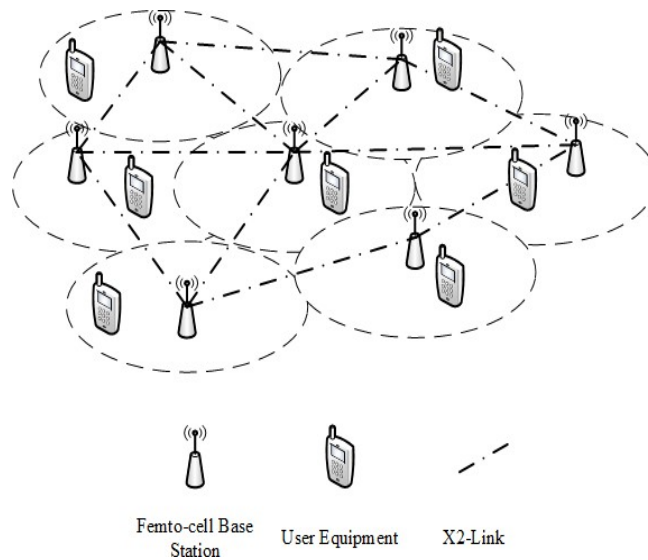 Femto-cell Base
Station
User Equipment
X2-Link